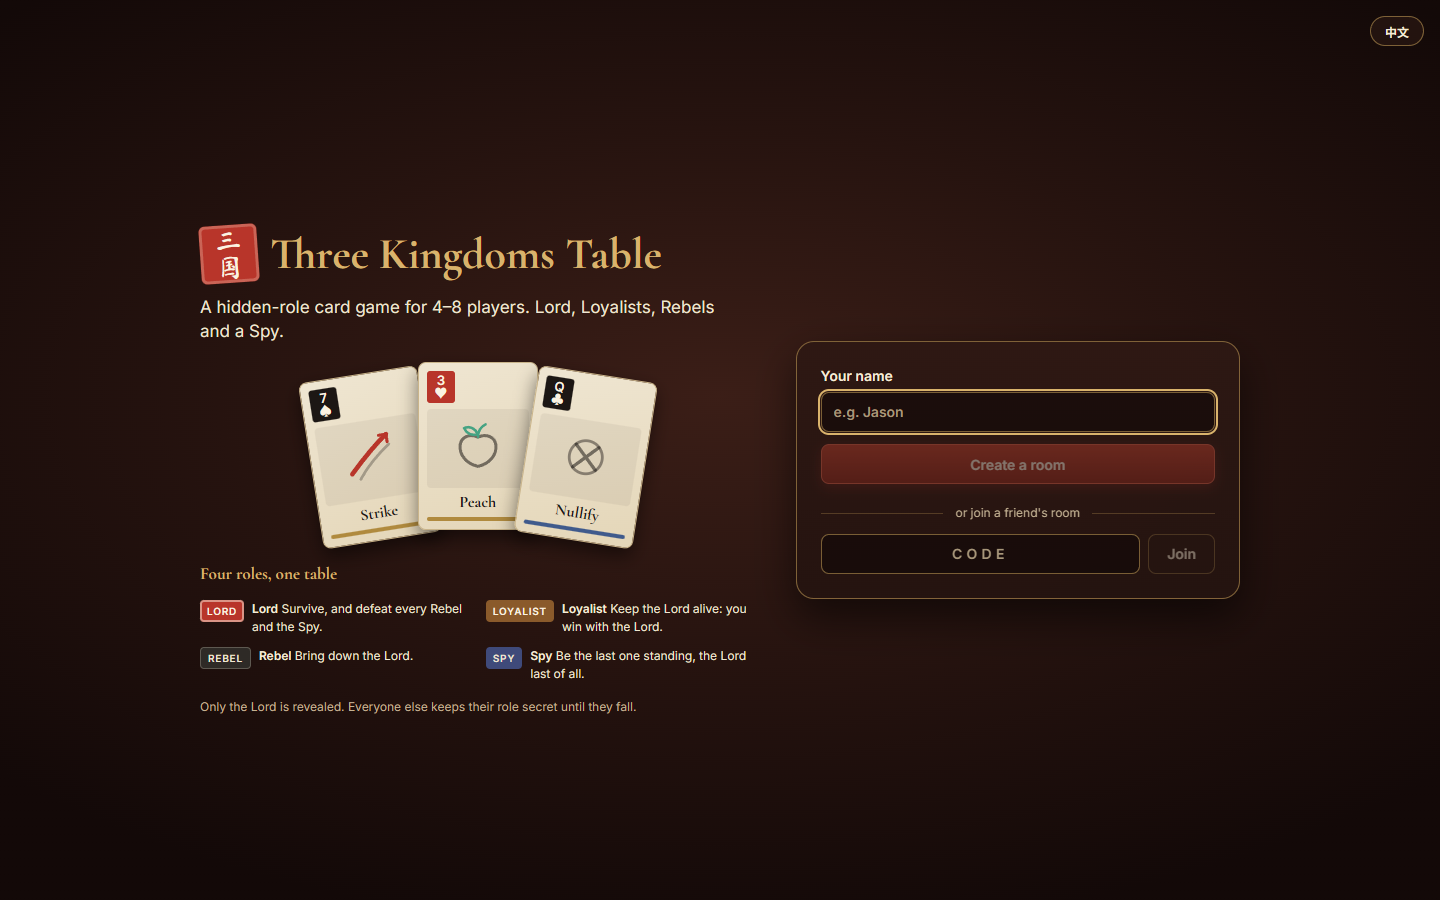 中文
三
国
Three Kingdoms Table
A hidden-role card game for 4–8 players. Lord, Loyalists, Rebels
and a Spy.
7
Strike
3
Peach
Q
Nullify
Four roles, one table
LORD
Lord Survive, and defeat every Rebel
and the Spy.
LOYALIST
Loyalist Keep the Lord alive: you
win with the Lord.
REBEL
Rebel Bring down the Lord.
SPY
Spy Be the last one standing, the Lord
last of all.
Only the Lord is revealed. Everyone else keeps their role secret until they fall.
Your name
e.g. Jason
Create a room
or join a friend's room
CODE
Join